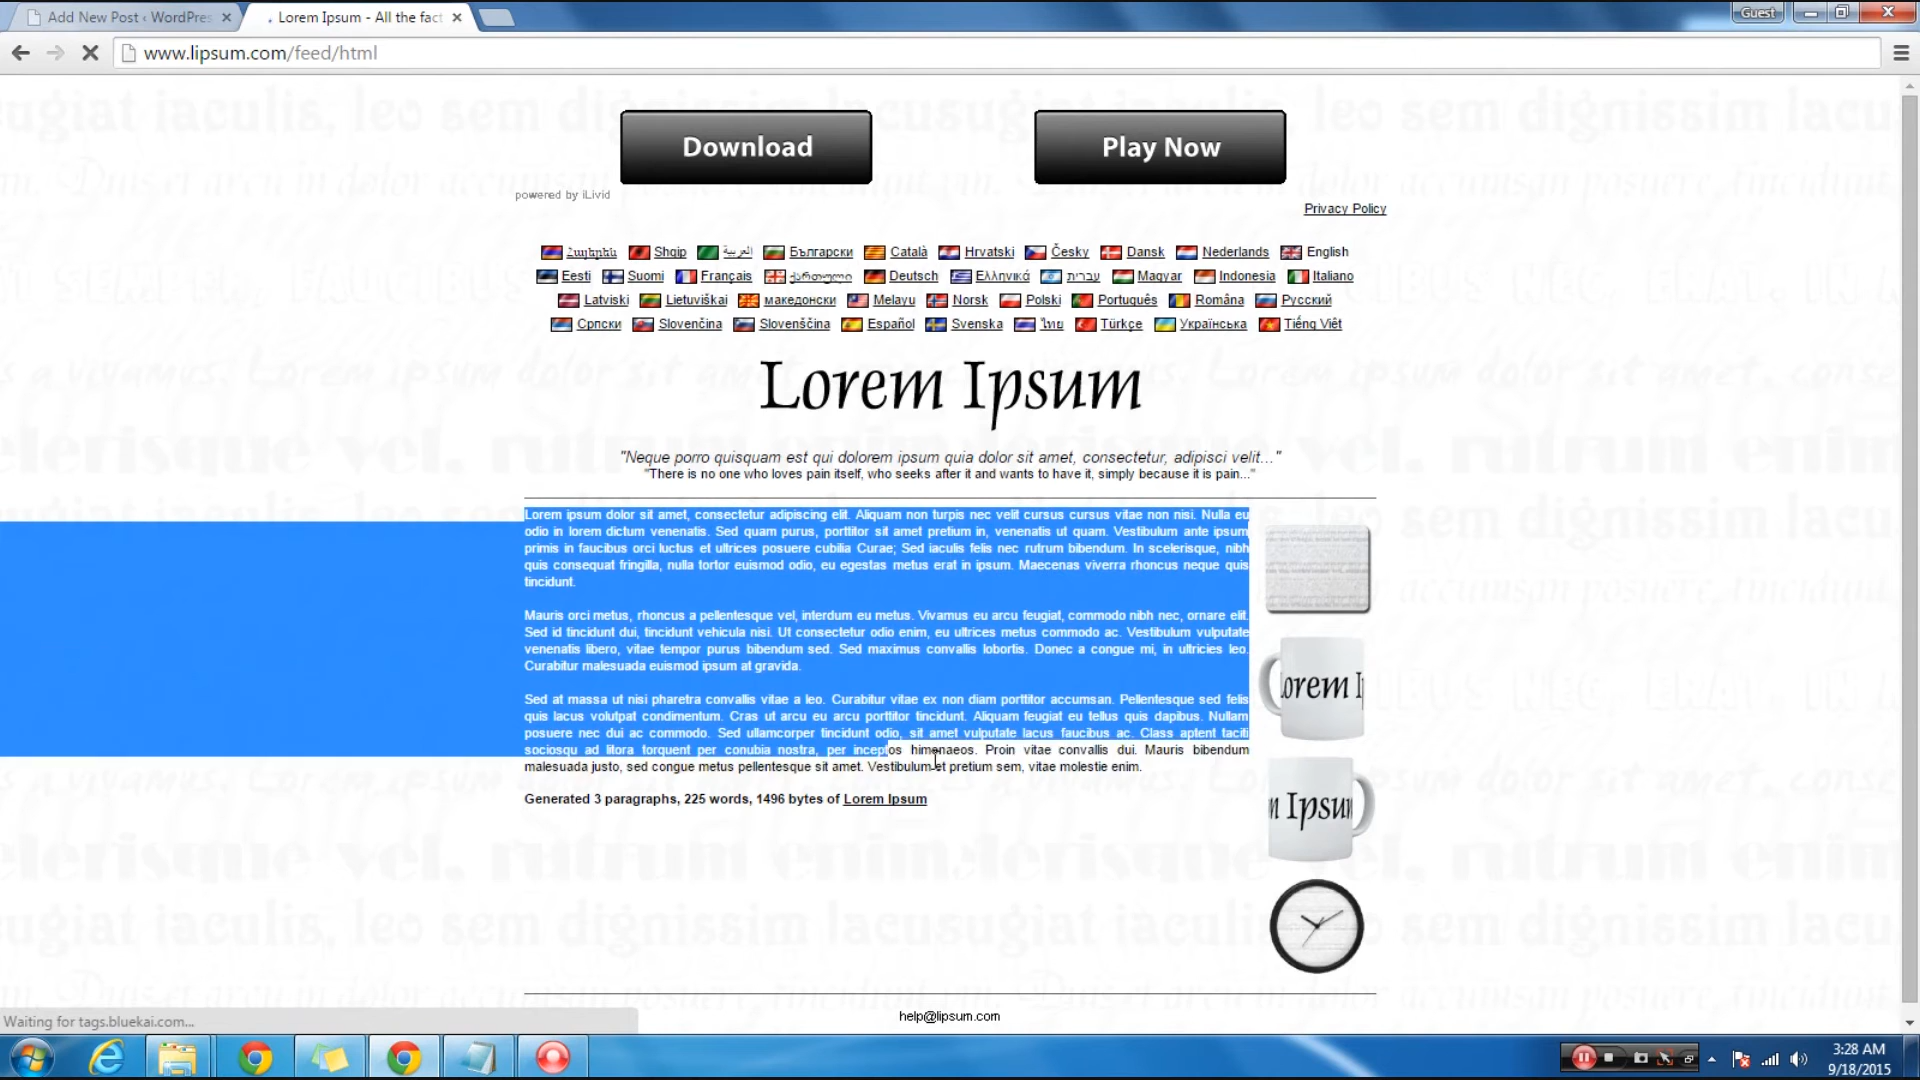 Add New Post ‹ WordPres
Lorem Ipsum - All the fact
Guest
www.lipsum.com/feed/html
Download
Play Now
powered by iLivid
Privacy Policy
Հայերեն Shqip العربية Български Català Hrvatski Česky Dansk Nederlands English
Eesti Suomi Français ქართული Deutsch Ελληνικά עברית Magyar Indonesia Italiano
Latviski Lietuviškai македонски Melayu Norsk Polski Português Româna Русский
Српски Slovenčina Slovenščina Español Svenska ไทย Türkçe Українська Tiếng Việt
Lorem Ipsum
"Neque porro quisquam est qui dolorem ipsum quia dolor sit amet, consectetur, adipisci velit..."
"There is no one who loves pain itself, who seeks after it and wants to have it, simply because it is pain..."
Lorem ipsum dolor sit amet, consectetur adipiscing elit. Aliquam non turpis nec velit cursus cursus vitae non nisi. Nulla eu
odio in lorem dictum venenatis. Sed quam purus, porttitor sit amet pretium in, venenatis ut quam. Vestibulum ante ipsum
primis in faucibus orci luctus et ultrices posuere cubilia Curae; Sed iaculis felis nec rutrum bibendum. In scelerisque, nibh
quis consequat fringilla, nulla tortor euismod odio, eu egestas metus erat in ipsum. Maecenas viverra rhoncus neque quis
tincidunt.
Mauris orci metus, rhoncus a pellentesque vel, interdum eu metus. Vivamus eu arcu feugiat, commodo nibh nec, ornare elit.
Sed id tincidunt dui, tincidunt vehicula nisi. Ut consectetur odio enim, eu ultrices metus commodo ac. Vestibulum vulputate
venenatis libero, vitae tempor purus bibendum sed. Sed maximus convallis lobortis. Donec a congue mi, in ultricies leo.
Curabitur malesuada euismod ipsum at gravida.
Sed at massa ut nisi pharetra convallis vitae a leo. Curabitur vitae ex non diam porttitor accumsan. Pellentesque sed felis
quis lacus volutpat condimentum. Cras ut arcu eu arcu porttitor tincidunt. Aliquam feugiat eu tellus quis dapibus. Nullam
posuere nec dui ac commodo. Sed ullamcorper tincidunt odio, sit amet vulputate lacus faucibus ac. Class aptent taciti
sociosqu ad litora torquent per conubia nostra, per inceptos himenaeos. Proin vitae convallis dui. Mauris bibendum
malesuada justo, sed congue metus pellentesque sit amet. Vestibulum et pretium sem, vitae molestie enim.
Generated 3 paragraphs, 225 words, 1496 bytes of Lorem Ipsum
orem I
m Ipsum
help@lipsum.com
Waiting for tags.bluekai.com...
3:28 AM
9/18/2015